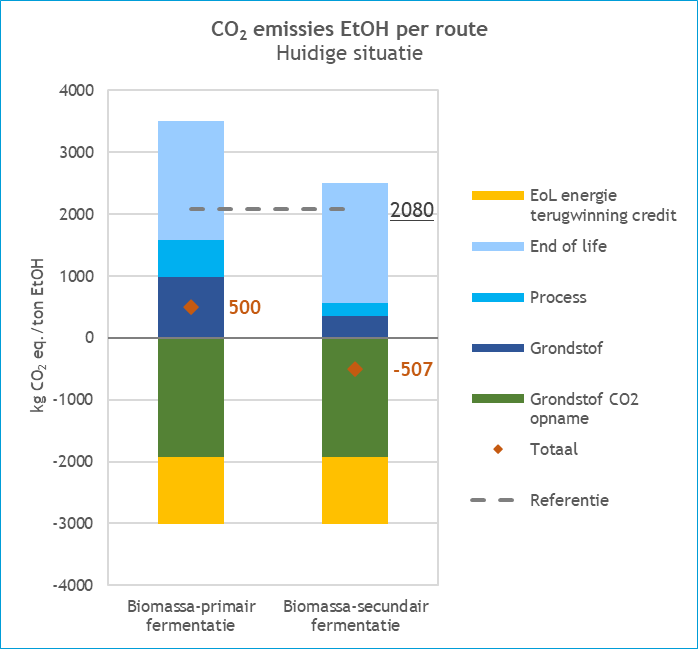 CO₂ emissies EtOH per route
Huidige situatie
kg CO₂ eq./ton EtOH
4000
3000
2000
1000
0
-1000
-2000
-3000
-4000
2080
500
-507
Biomassa-primair
fermentatie
Biomassa-secundair
fermentatie
EoL energie
terugwinning credit
End of life
Process
Grondstof
Grondstof CO2
opname
Totaal
Referentie